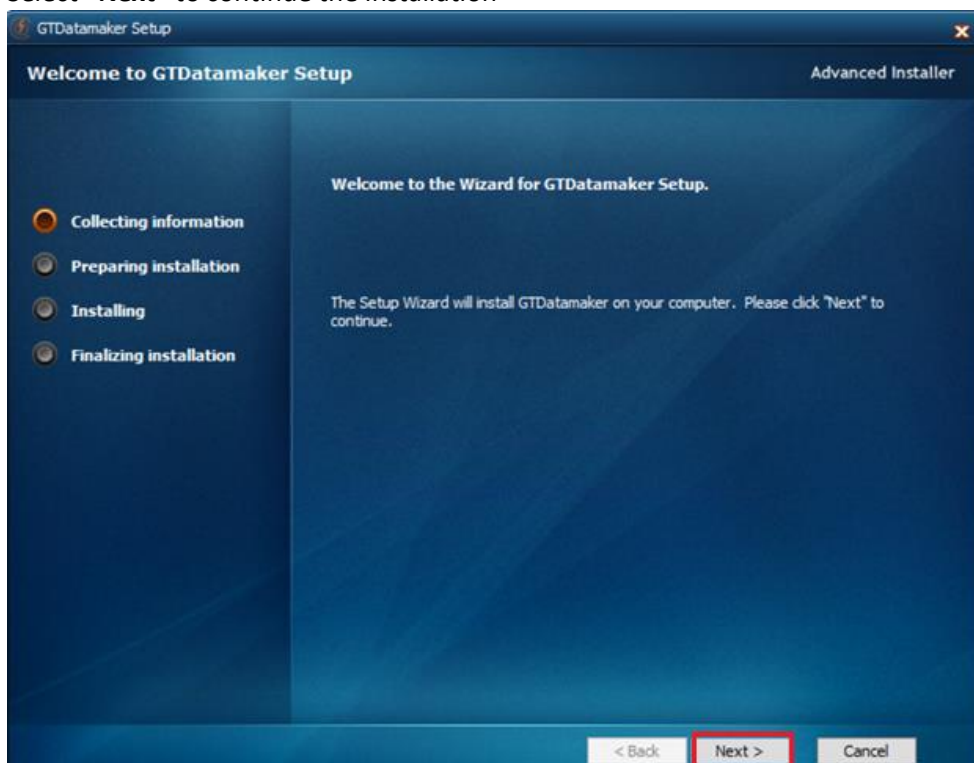 Select "Next" to continue the installation
GTDatamaker Setup
Welcome to GTDatamaker Setup
Advanced Installer
Welcome to the Wizard for GTDatamaker Setup.
Collecting information
Preparing installation
Installing
Finalizing installation
The Setup Wizard will install GTDatamaker on your computer. Please click "Next" to
continue.
< Back
Next >
Cancel